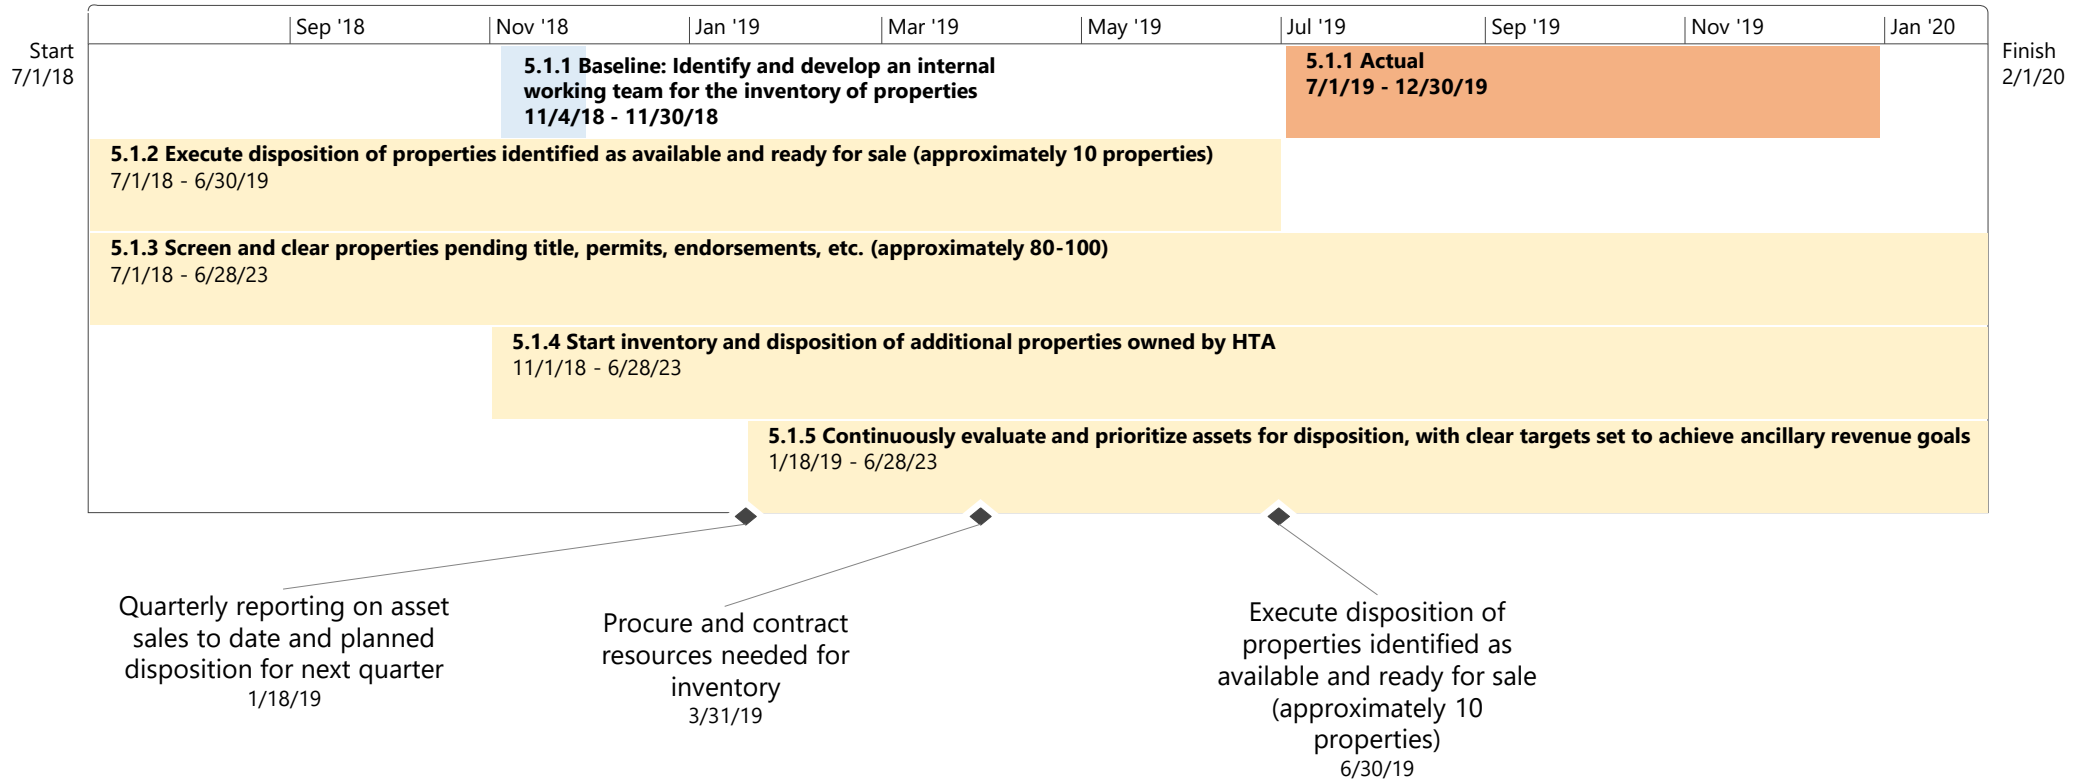 Sep '18
Nov '18
Jan '19
Mar '19
May '19
Jul '19
Sep '19
Nov '19
Jan '20
Start
7/1/18
Finish
2/1/20
5.1.1 Baseline: Identify and develop an internal
working team for the inventory of properties
11/4/18 - 11/30/18
5.1.1 Actual
7/1/19 - 12/30/19
5.1.2 Execute disposition of properties identified as available and ready for sale (approximately 10 properties)
7/1/18 - 6/30/19
5.1.3 Screen and clear properties pending title, permits, endorsements, etc. (approximately 80-100)
7/1/18 - 6/28/23
5.1.4 Start inventory and disposition of additional properties owned by HTA
11/1/18 - 6/28/23
5.1.5 Continuously evaluate and prioritize assets for disposition, with clear targets set to achieve ancillary revenue goals
1/18/19 - 6/28/23
Quarterly reporting on asset
sales to date and planned
disposition for next quarter
1/18/19
Procure and contract
resources needed for
inventory
3/31/19
Execute disposition of
properties identified as
available and ready for sale
(approximately 10
properties)
6/30/19